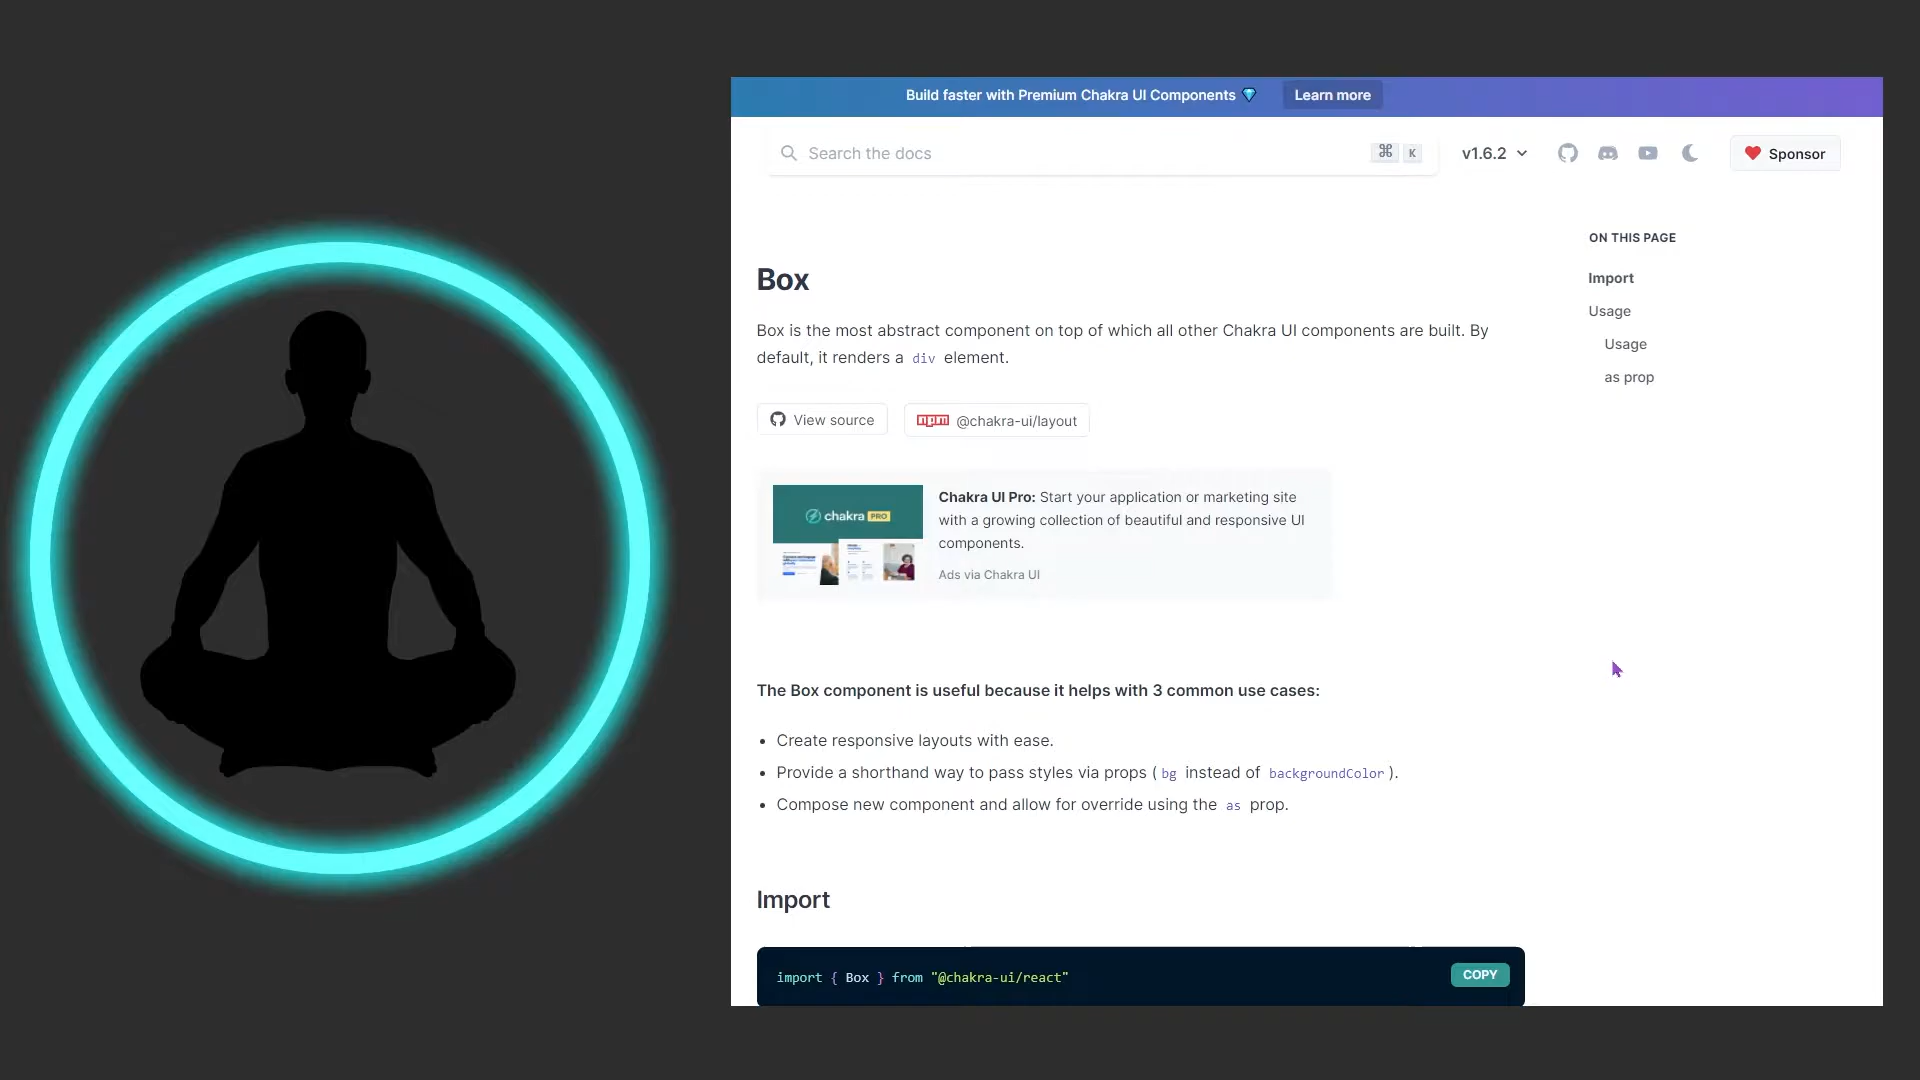 Build faster with Premium Chakra UI Components 💎 Learn more
Search the docs ⌘ K v1.6.2 Sponsor
ON THIS PAGE
Import
Usage
Usage
as prop
Box
Box is the most abstract component on top of which all other Chakra UI components are built. By
default, it renders a div element.
View source npm @chakra-ui/layout
chakra PRO
Chakra UI Pro: Start your application or marketing site
with a growing collection of beautiful and responsive UI
components.
Ads via Chakra UI
The Box component is useful because it helps with 3 common use cases:
• Create responsive layouts with ease.
• Provide a shorthand way to pass styles via props ( bg instead of backgroundColor ).
• Compose new component and allow for override using the as prop.
Import
import { Box } from "@chakra-ui/react" COPY